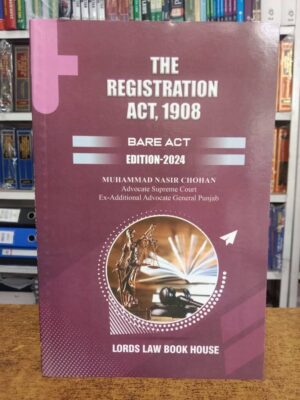 THE
REGISTRATION
ACT, 1908
BARE ACT
EDITION-2024
MUHAMMAD NASIR CHOHAN
Advocate Supreme Court
Ex-Additional Advocate General Punjab
LORDS LAW BOOK HOUSE